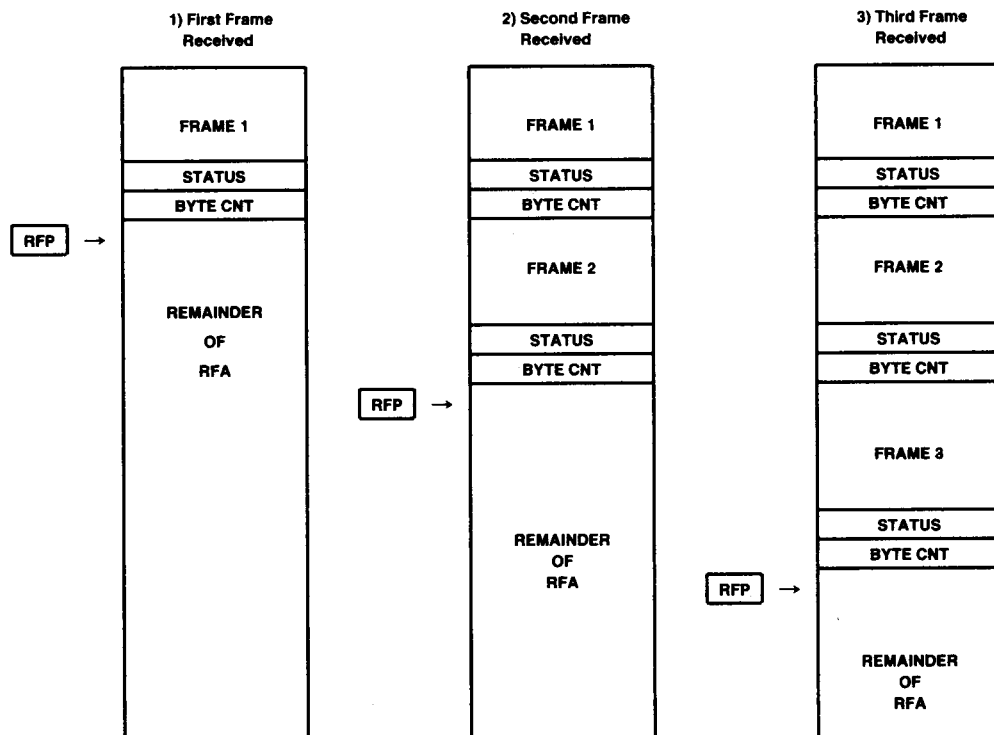 1) First Frame
Received
FRAME 1
STATUS
BYTE CNT
RFP →
REMAINDER
OF
RFA
2) Second Frame
Received
FRAME 1
STATUS
BYTE CNT
FRAME 2
STATUS
BYTE CNT
RFP →
REMAINDER
OF
RFA
3) Third Frame
Received
FRAME 1
STATUS
BYTE CNT
FRAME 2
STATUS
BYTE CNT
FRAME 3
STATUS
BYTE CNT
RFP →
REMAINDER
OF
RFA